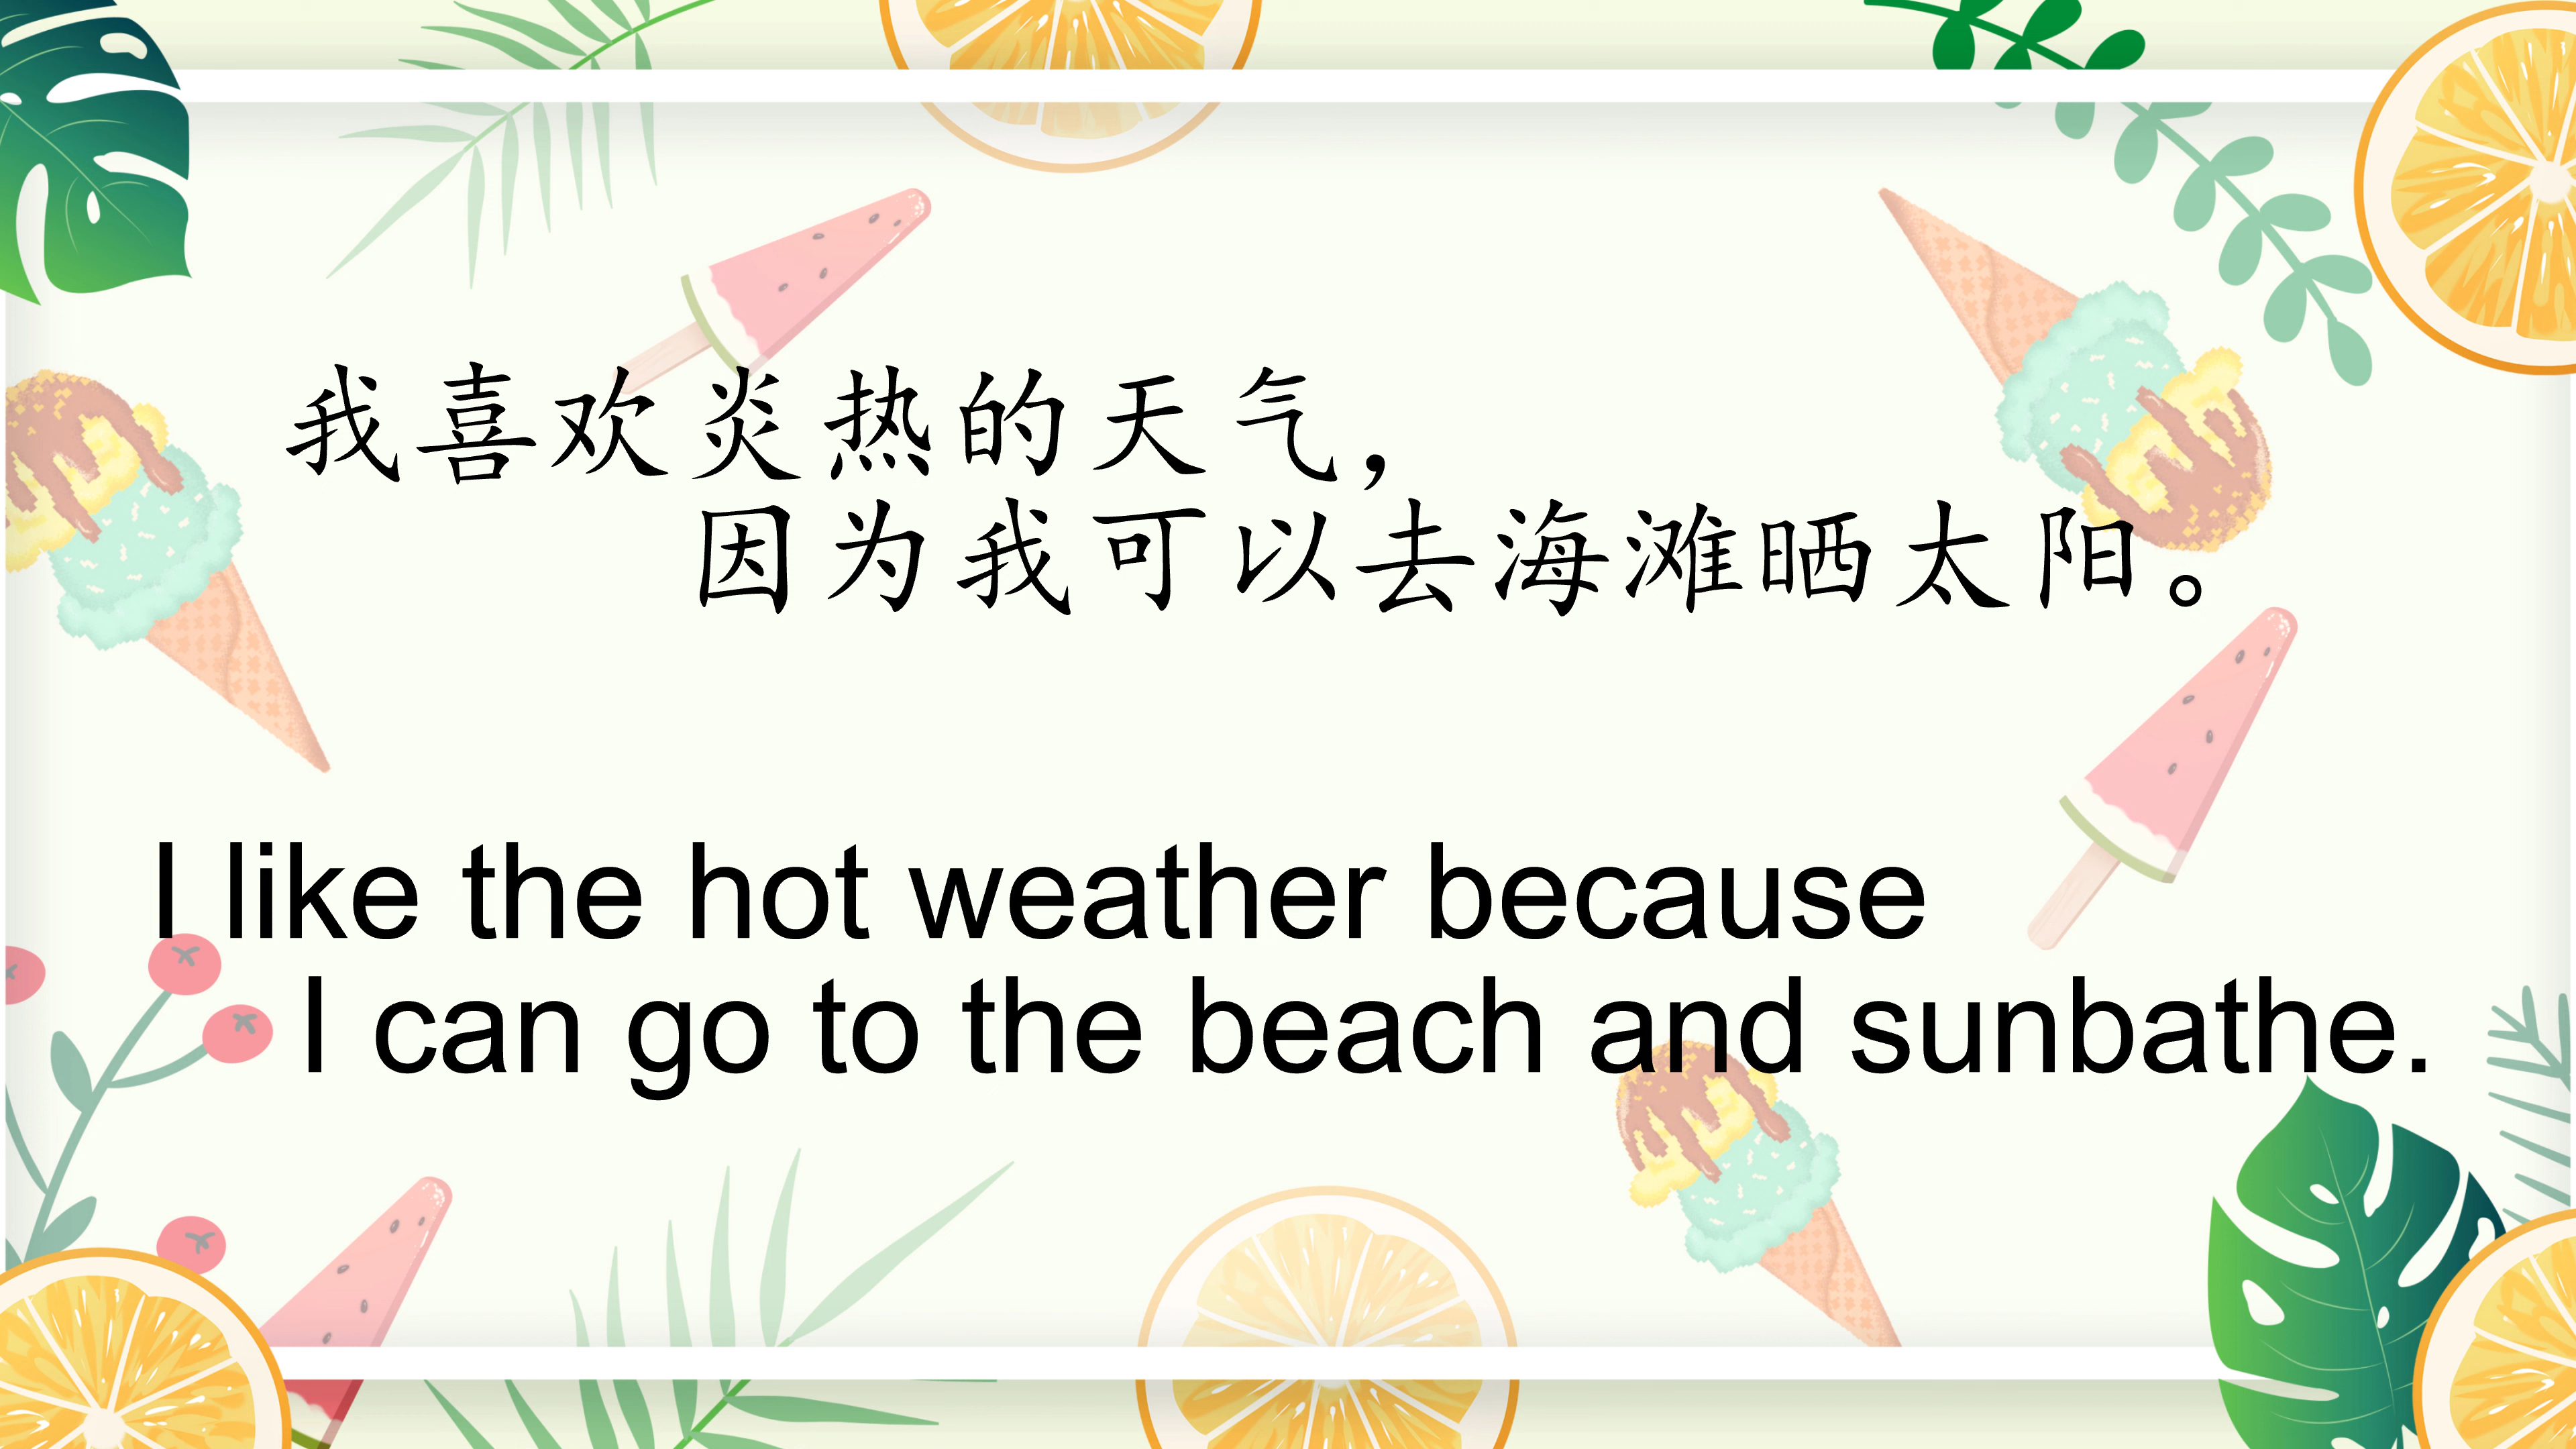 我喜欢炎热的天气，
因为我可以去海滩晒太阳。
I like the hot weather because
I can go to the beach and sunbathe.